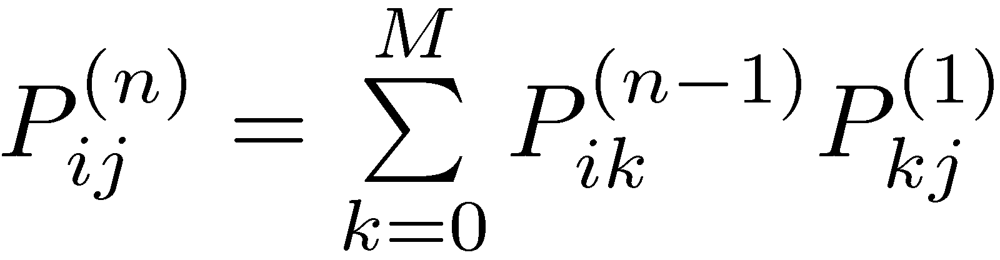 P_{ij}^{(n)} = \sum_{k=0}^{M} P_{ik}^{(n-1)} P_{kj}^{(1)}